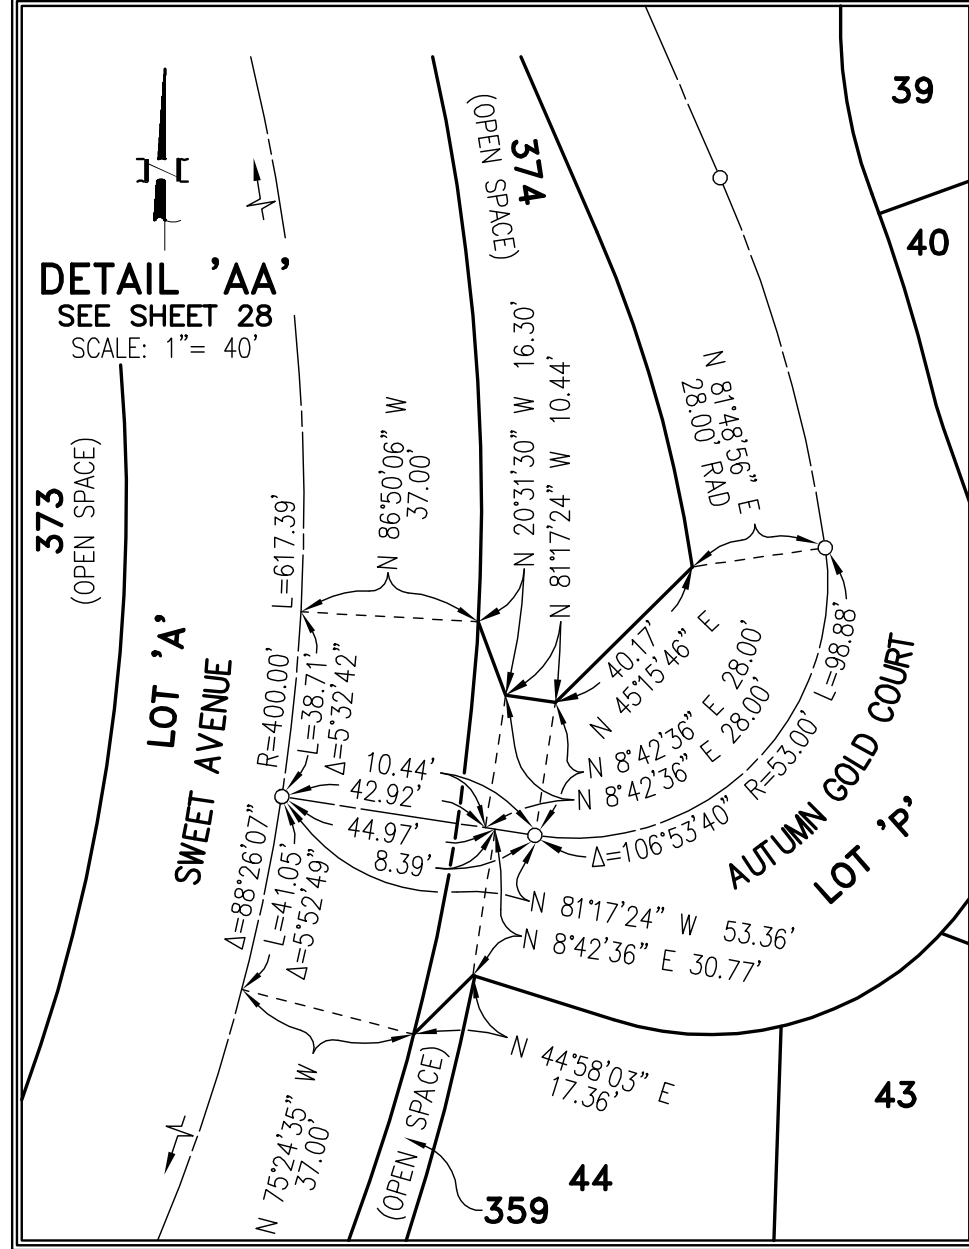 39
374
(OPEN SPACE)
40
DETAIL 'AA'
SEE SHEET 28
SCALE: 1"= 40'
N 20°31'30" W 16.30'
N 81°17'24" W 10.44'
N 81°48'56" E
28.00' RAD
N 86°50'06" W
37.00'
373
(OPEN SPACE)
L=617.39'
R=400.00'
L=38.71'
Δ=5°32'42"
LOT 'A'
SWEET AVENUE
40.17'
N 45°15'46" E
N 8°42'36" E 28.00'
N 8°42'36" E 28.00'
Δ=106°53'40" R=53.00' L=98.88'
AUTUMN GOLD COURT
LOT 'P'
10.44'
42.92'
44.97'
8.39'
Δ=88°26'07"
L=41.05'
Δ=5°52'49"
N 81°17'24" W 53.36'
N 8°42'36" E 30.77'
N 44°58'03" E
17.36'
N 75°24'35" W
37.00'
(OPEN SPACE)
359
43
44